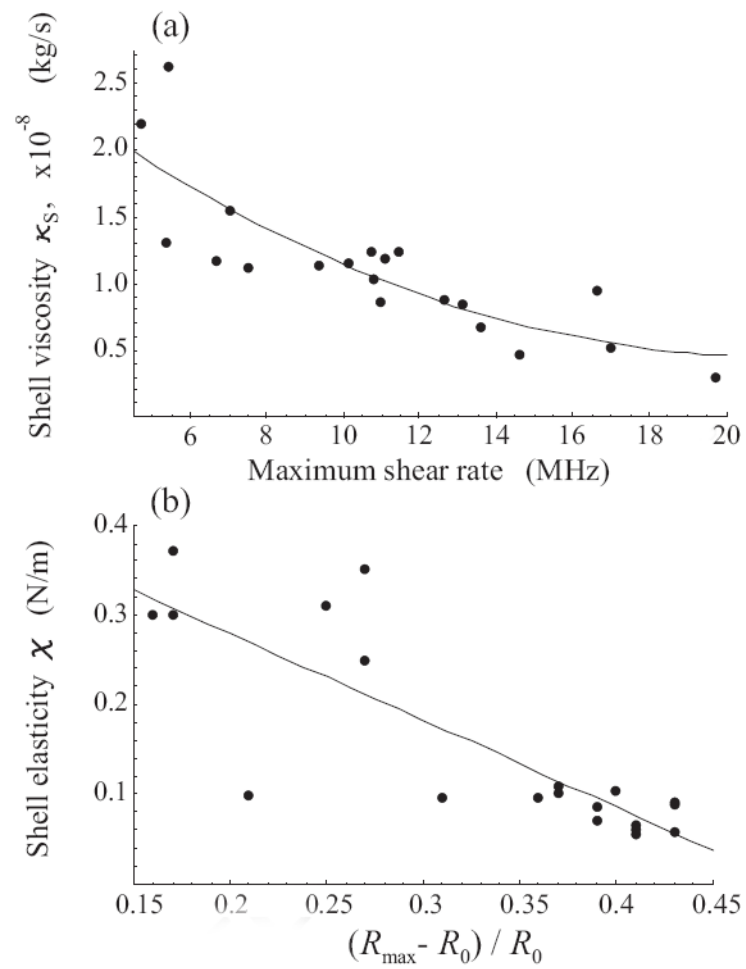 (a)
Shell viscosity κS, x10-8 (kg/s)
2.5
2.0
1.5
1.0
0.5
6 8 10 12 14 16 18 20
Maximum shear rate (MHz)
(b)
Shell elasticity χ (N/m)
0.4
0.3
0.2
0.1
0.15 0.2 0.25 0.3 0.35 0.4 0.45
(Rmax- R0) / R0